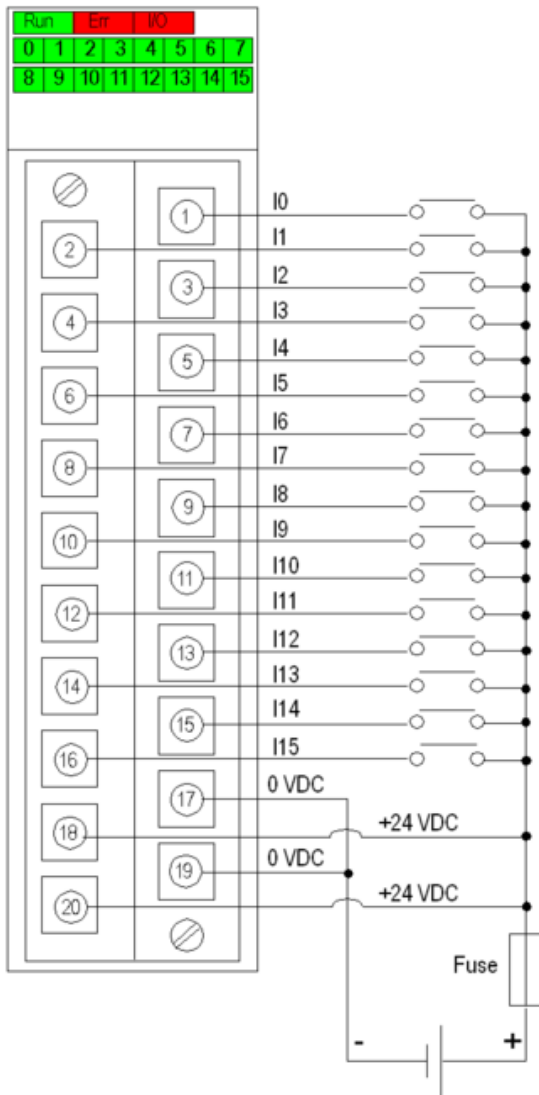 Run Err I/O
0 1 2 3 4 5 6 7
8 9 10 11 12 13 14 15
1 I0
2 I1
3 I2
4 I3
5 I4
6 I5
7 I6
8 I7
9 I8
10 I9
11 I10
12 I11
13 I12
14 I13
15 I14
16 I15
17 0 VDC
18 +24 VDC
19 0 VDC
20 +24 VDC
Fuse
- +